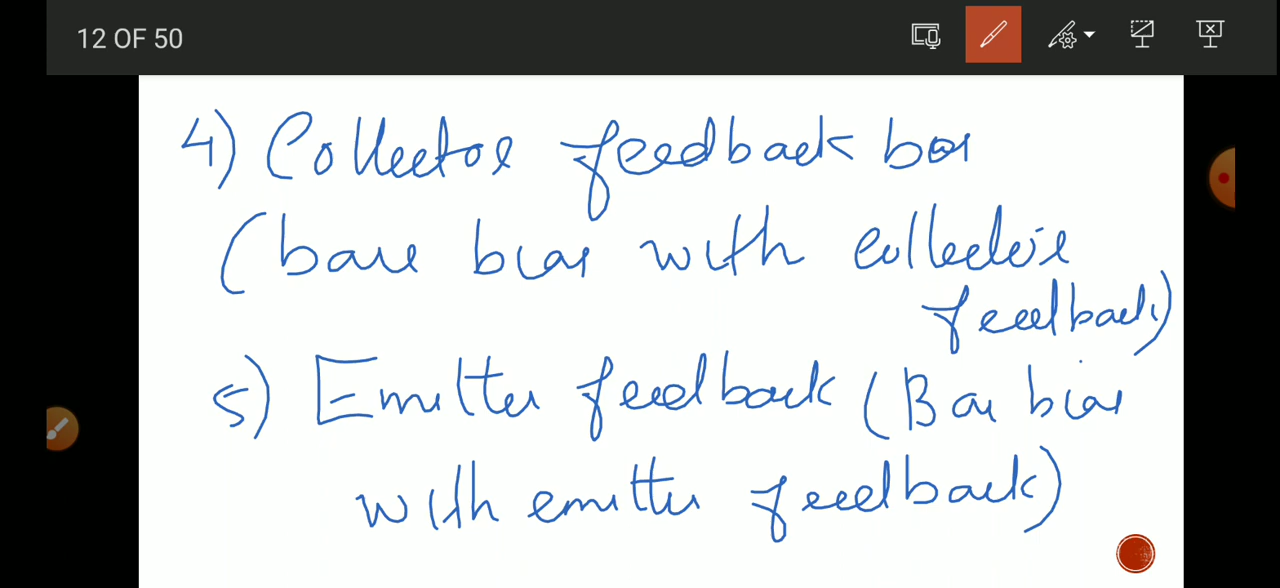 12 OF 50
4) Collector feedback bias
(base bias with collector
feedback)
5) Emitter feedback (Base bias
with emitter feedback)